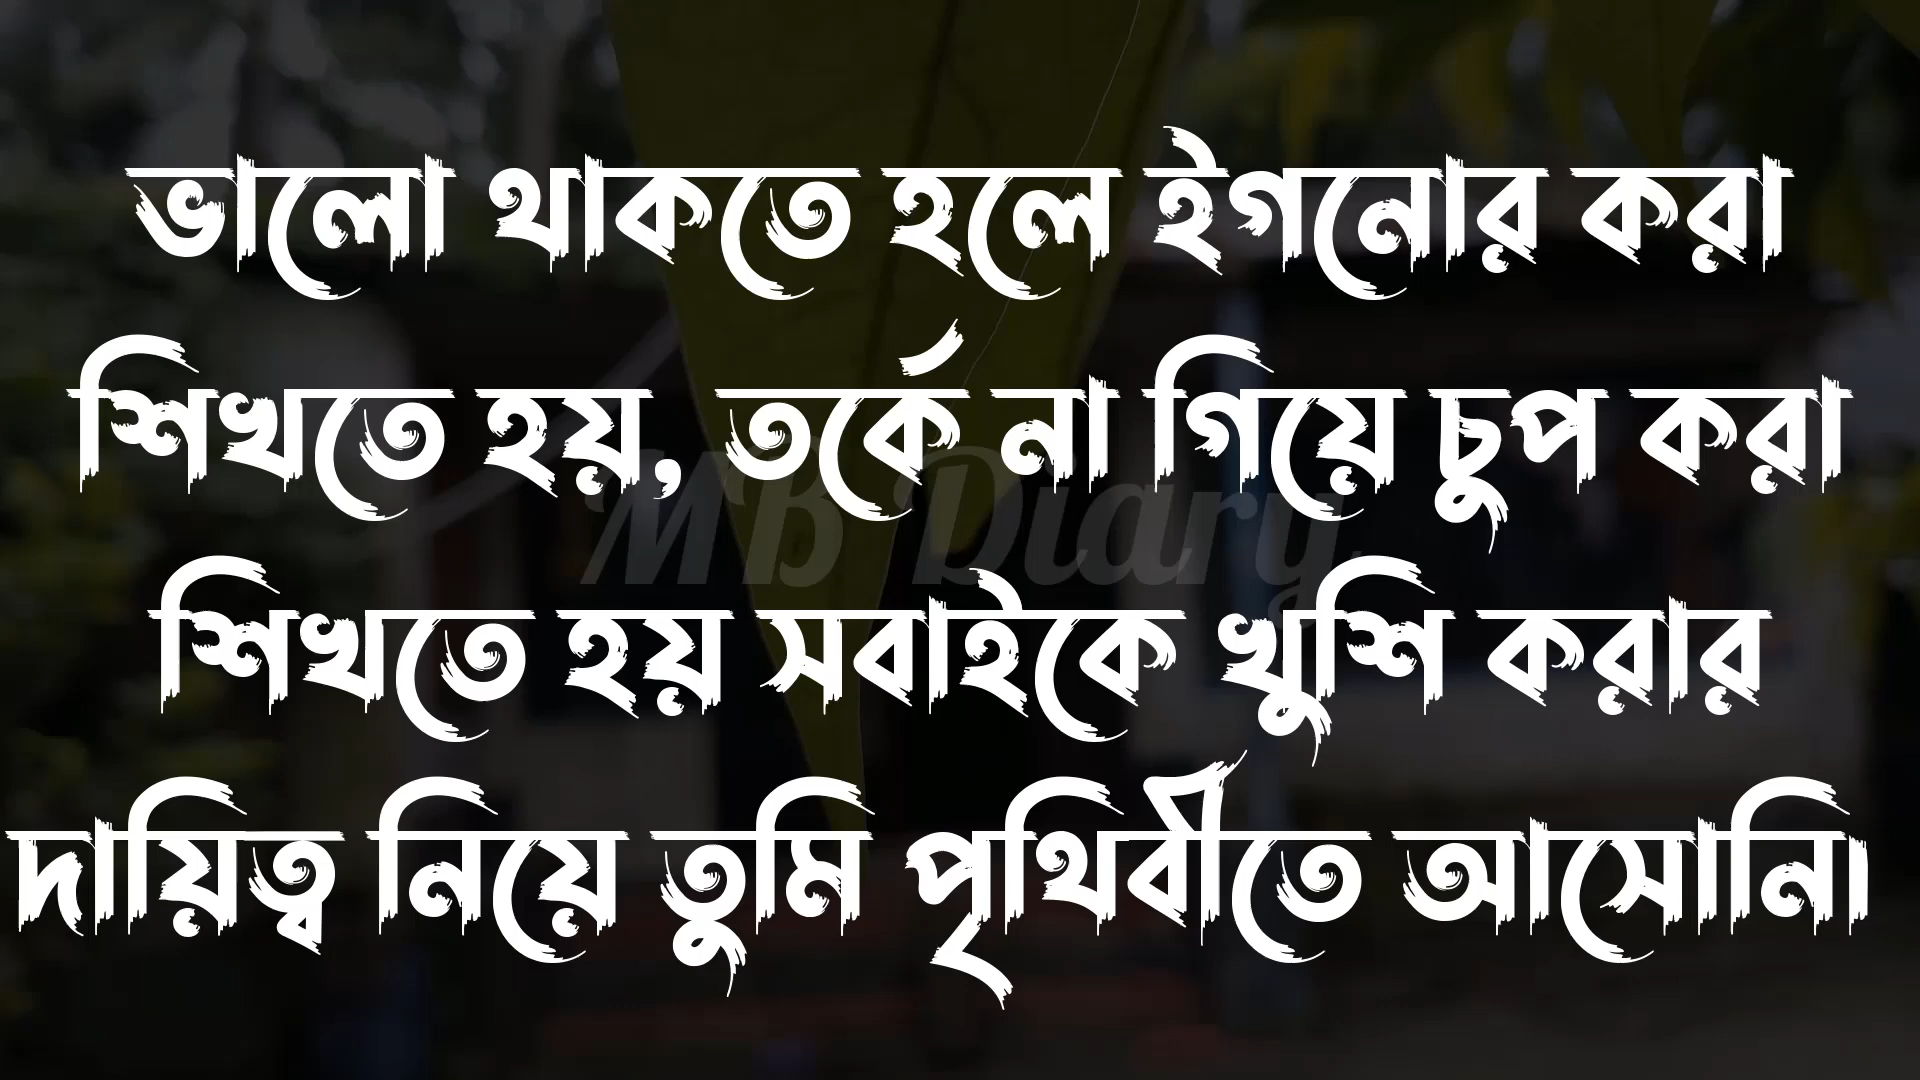 ভালো থাকতে হলে ইগনোর করা
শিখতে হয়, তর্কে না গিয়ে চুপ করা
MB Diary
শিখতে হয় সবাইকে খুশি করার
দায়িত্ব নিয়ে তুমি পৃথিবীতে আসোনি।